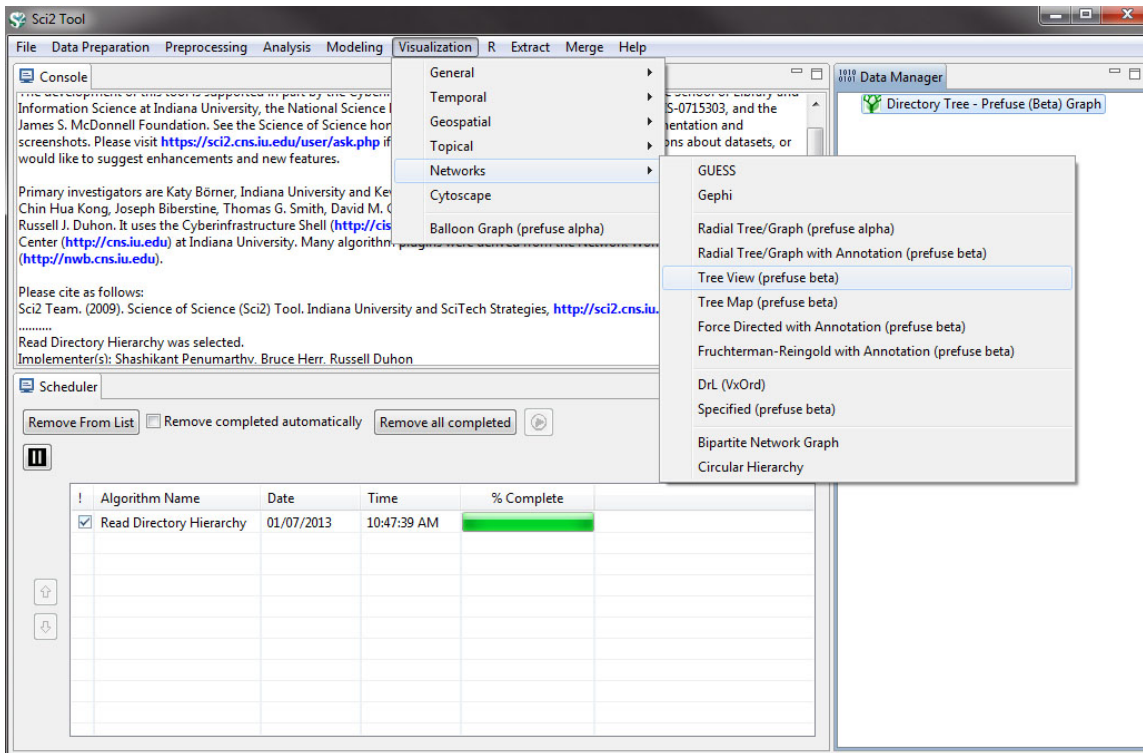 Sci2 Tool
File Data Preparation Preprocessing Analysis Modeling Visualization R Extract Merge Help
Console
Information Science at Indiana University, the National Science
James S. McDonnell Foundation. See the Science of Science
screenshots. Please visit https://sci2.cns.iu.edu/user/ask.php if
would like to suggest enhancements and new features.
S-0715303, and the
mentation and
ons about datasets, or
Primary investigators are Katy Börner, Indiana University and
Chin Hua Kong, Joseph Biberstine, Thomas G. Smith, David M.
Russell J. Duhon. It uses the Cyberinfrastructure Shell (http://cis
Center (http://cns.iu.edu) at Indiana University. Many algorithm plugins were derived from the Network
(http://nwb.cns.iu.edu).
Please cite as follows:
Sci2 Team. (2009). Science of Science (Sci2) Tool. Indiana University and SciTech Strategies, http://sci2.cns.iu.
..........
Read Directory Hierarchy was selected.
Implementer(s): Shashikant Penumarthy, Bruce Herr, Russell Duhon
General
Temporal
Geospatial
Topical
Networks
Cytoscape
Balloon Graph (prefuse alpha)
GUESS
Gephi
Radial Tree/Graph (prefuse alpha)
Radial Tree/Graph with Annotation (prefuse beta)
Tree View (prefuse beta)
Tree Map (prefuse beta)
Force Directed with Annotation (prefuse beta)
Fruchterman-Reingold with Annotation (prefuse beta)
DrL (VxOrd)
Specified (prefuse beta)
Bipartite Network Graph
Circular Hierarchy
Data Manager
Directory Tree - Prefuse (Beta) Graph
Scheduler
Remove From List Remove completed automatically Remove all completed
! Algorithm Name Date Time % Complete
Read Directory Hierarchy 01/07/2013 10:47:39 AM